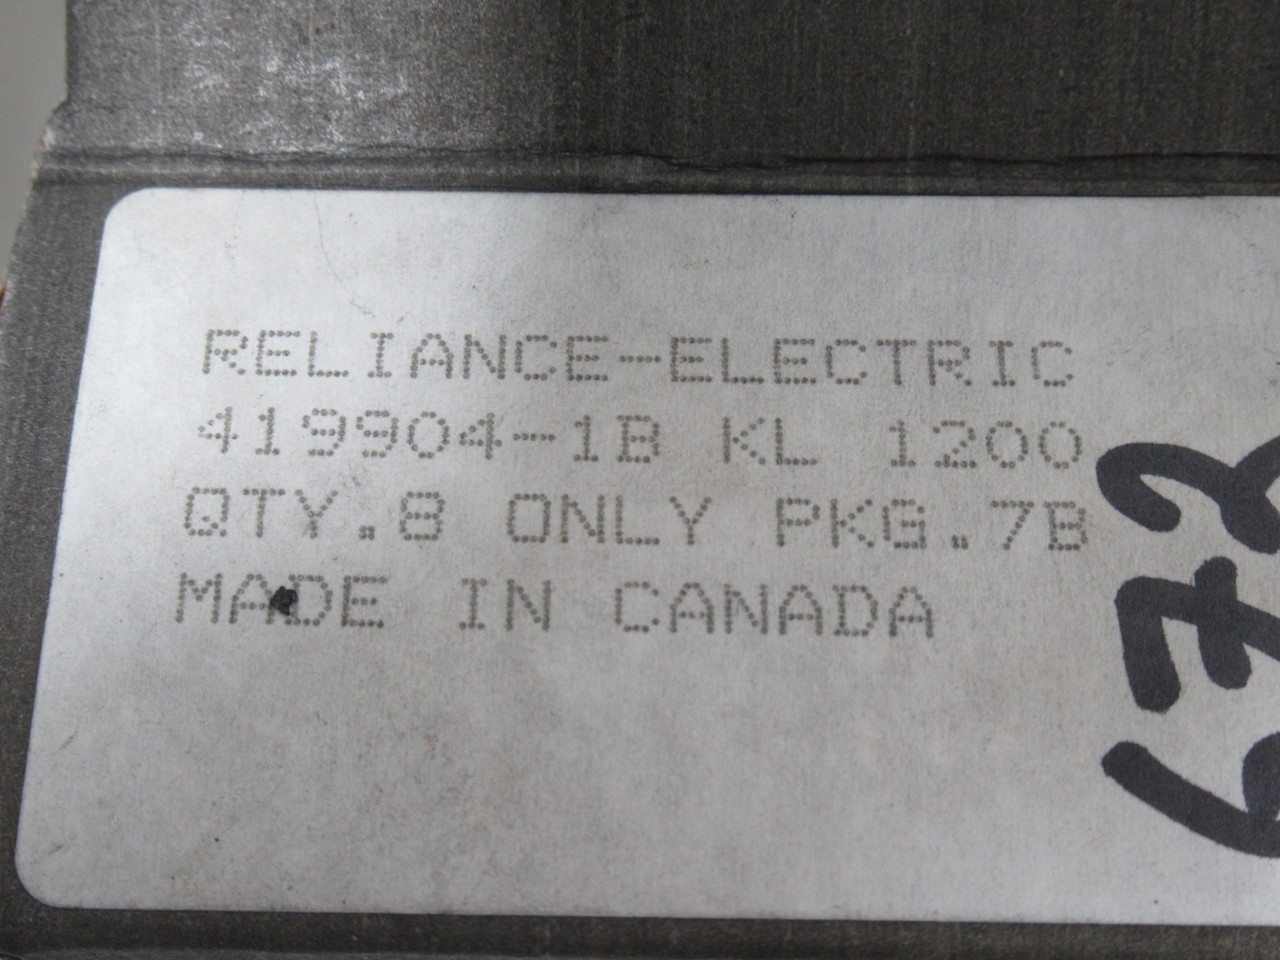 RELIANCE-ELECTRIC
419904-1B KL 1200
QTY.8 ONLY PKG.7B
MADE IN CANADA